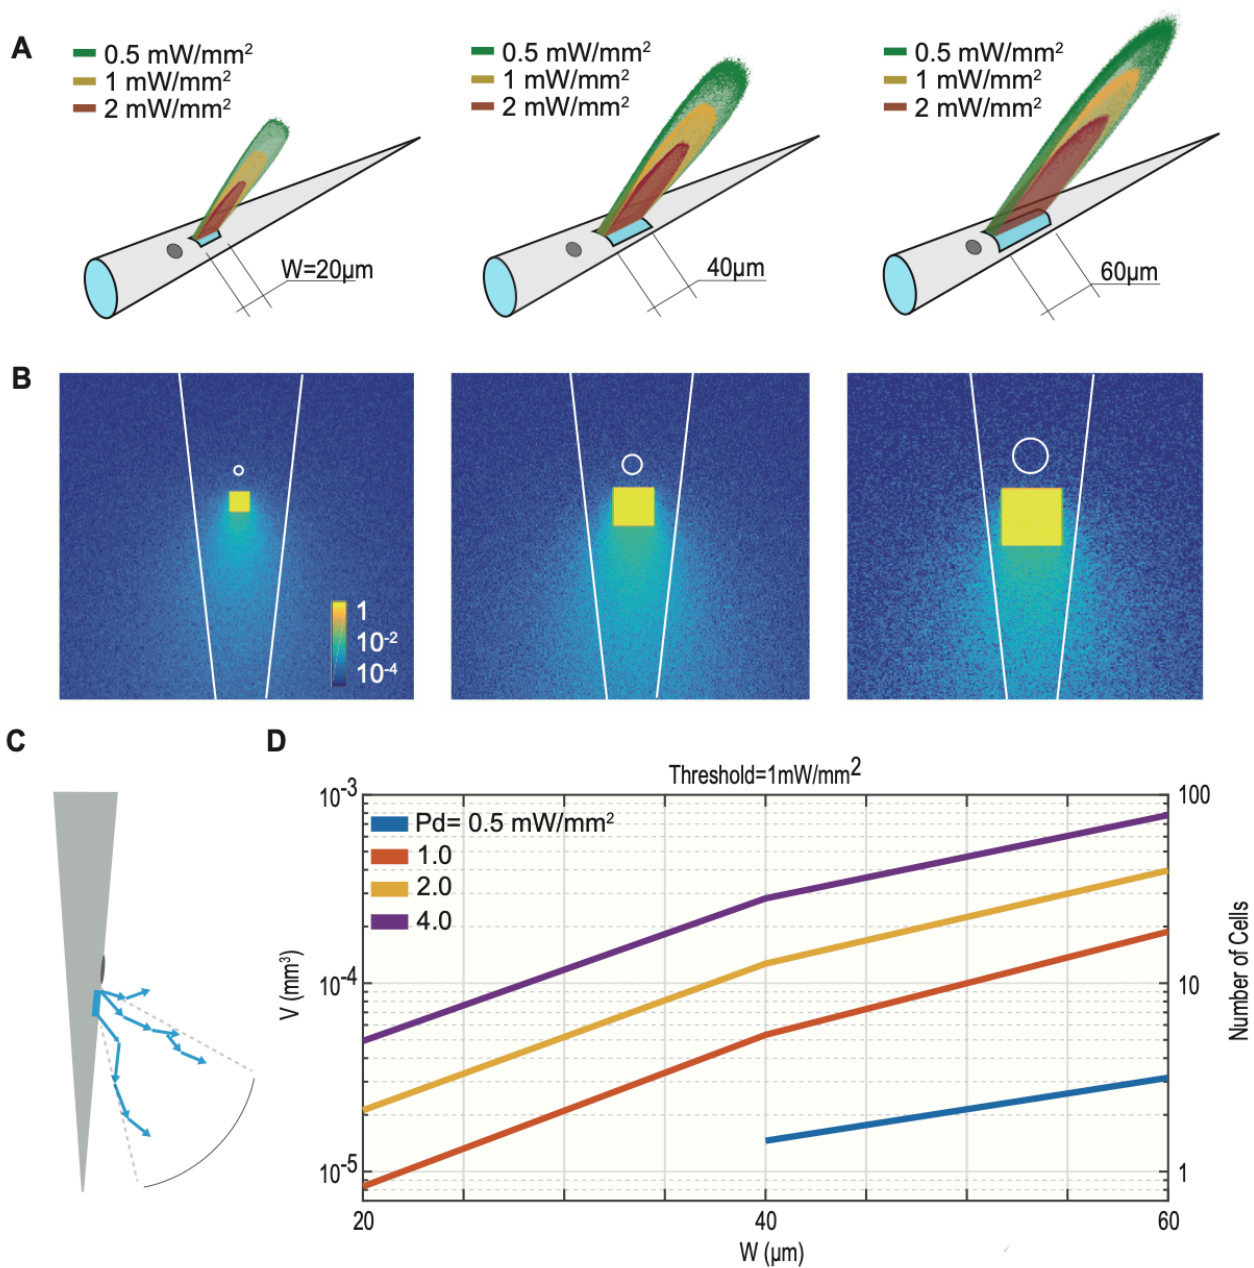 A
0.5 mW/mm²
1 mW/mm²
2 mW/mm²
W=20µm
0.5 mW/mm²
1 mW/mm²
2 mW/mm²
40µm
0.5 mW/mm²
1 mW/mm²
2 mW/mm²
60µm
B
1
10⁻²
10⁻⁴
C
D
Threshold=1mW/mm²
Pd= 0.5 mW/mm²
1.0
2.0
4.0
V (mm³)
10⁻³
10⁻⁴
10⁻⁵
100
10
1
Number of Cells
20
40
60
W (µm)